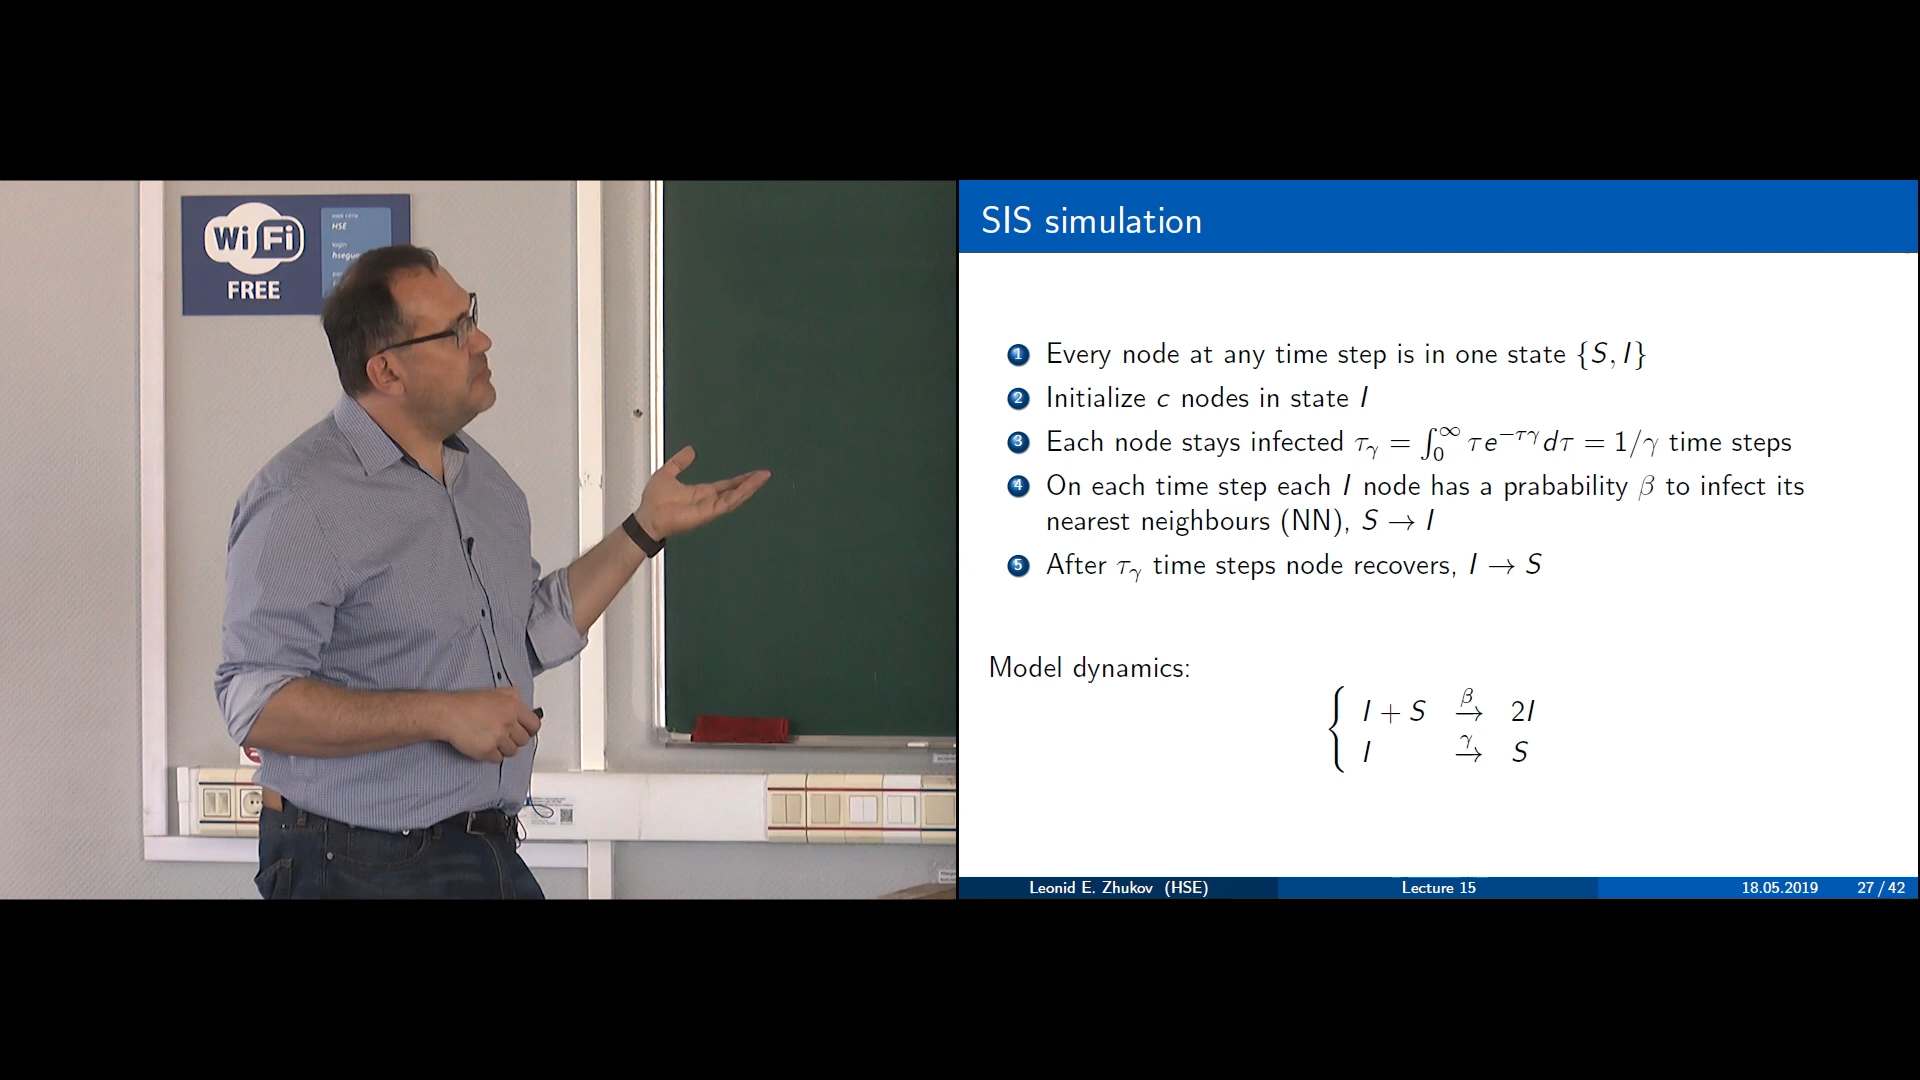 Wi Fi
FREE
HSE
login
SIS simulation
1 Every node at any time step is in one state {S, I}
2 Initialize c nodes in state I
3 Each node stays infected τ_γ = ∫_0^∞ τe^{−τγ}dτ = 1/γ time steps
4 On each time step each I node has a prabability β to infect its
nearest neighbours (NN), S → I
5 After τ_γ time steps node recovers, I → S
Model dynamics:
I + S →^β 2I
I →^γ S
Leonid E. Zhukov (HSE) Lecture 15 18.05.2019 27 / 42